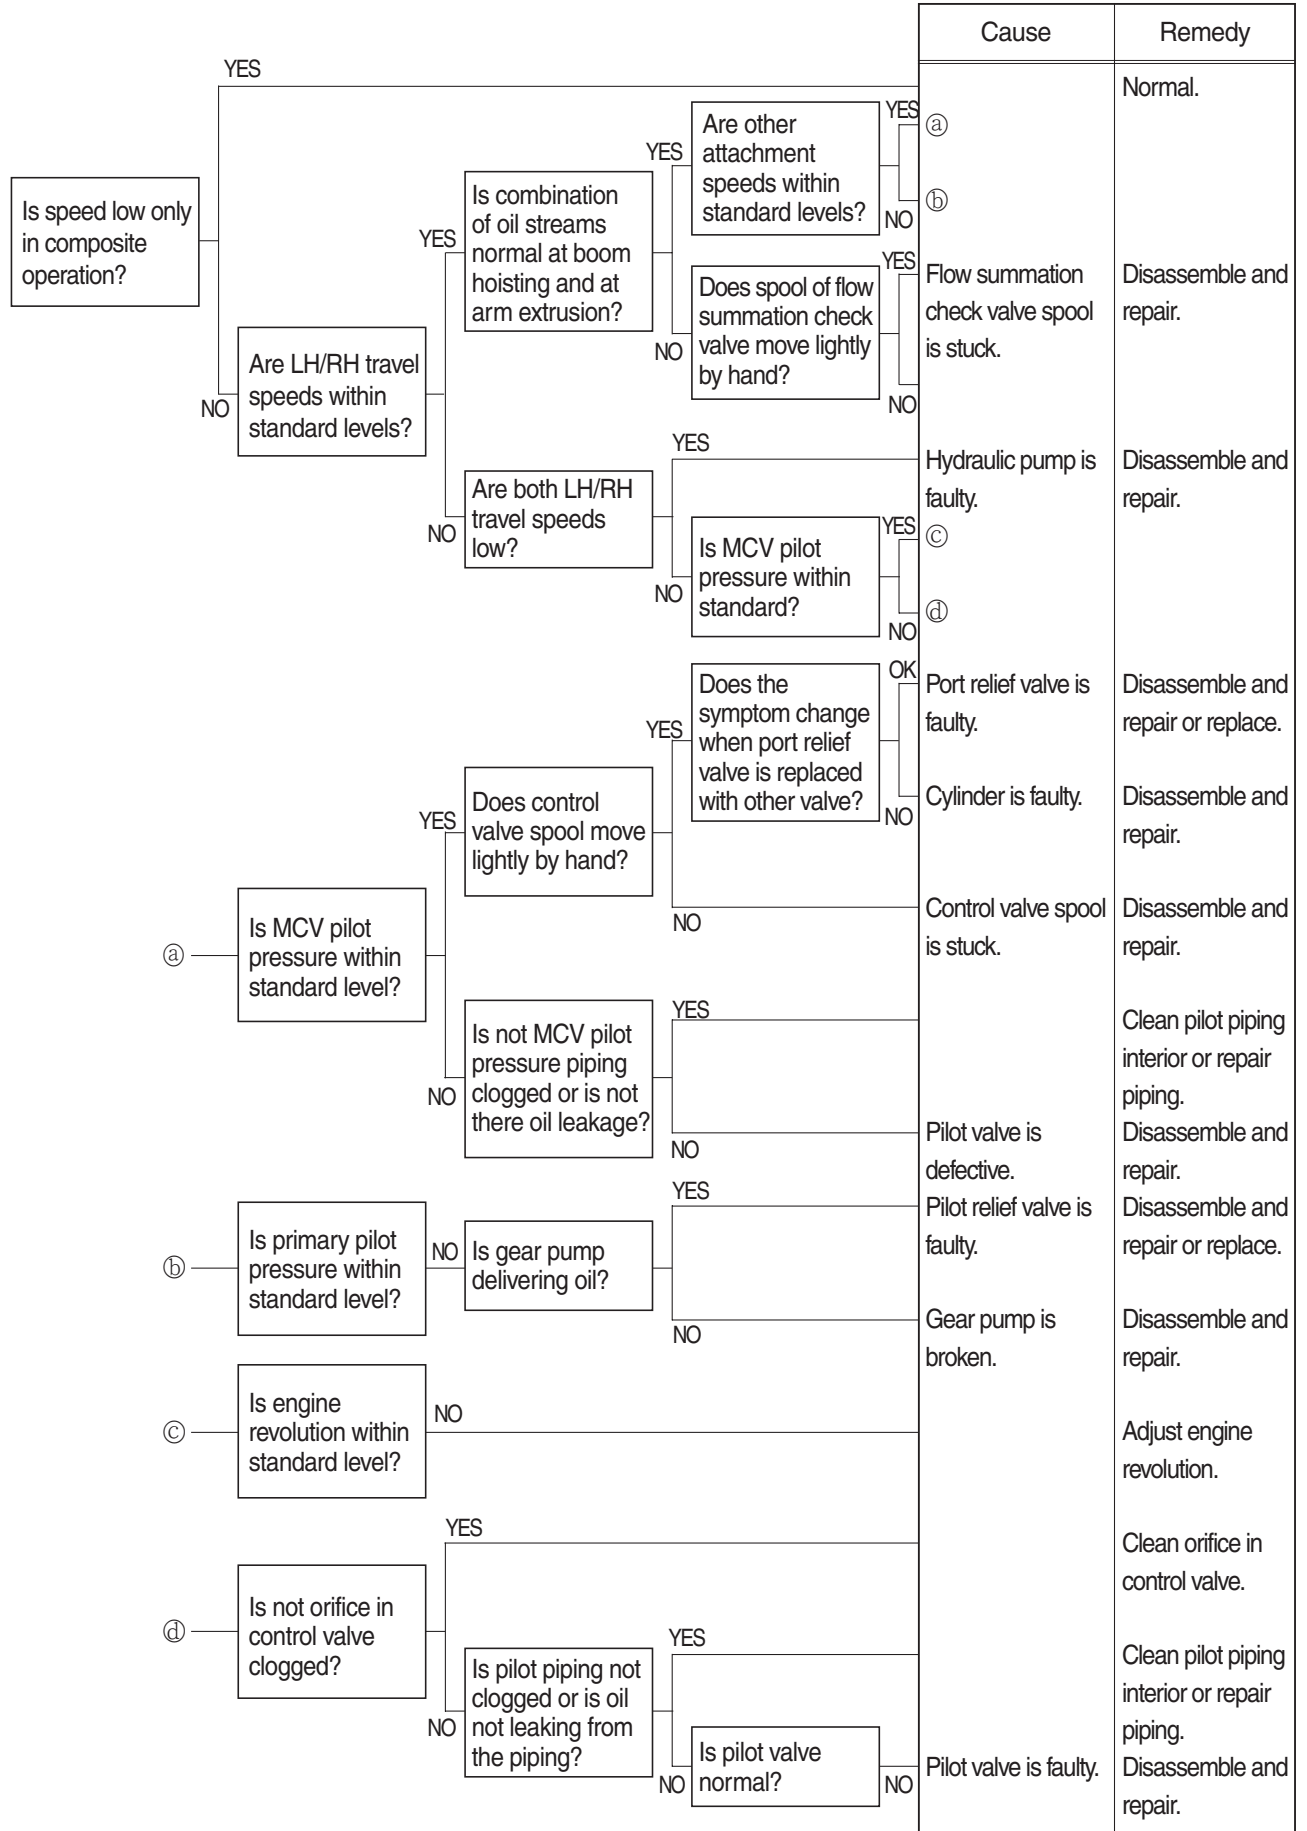 Cause
Remedy
YES
Normal.
Is speed low only
in composite
operation?
NO
Are LH/RH travel
speeds within
standard levels?
YES
Is combination
of oil streams
normal at boom
hoisting and at
arm extrusion?
YES
Are other
attachment
speeds within
standard levels?
YES
ⓐ
NO
ⓑ
NO
Does spool of flow
summation check
valve move lightly
by hand?
YES
Flow summation
check valve spool
is stuck.
Disassemble and
repair.
NO
NO
Are both LH/RH
travel speeds
low?
YES
Hydraulic pump is
faulty.
Disassemble and
repair.
NO
Is MCV pilot
pressure within
standard?
YES
ⓒ
NO
ⓓ
ⓐ
Is MCV pilot
pressure within
standard level?
YES
Does control
valve spool move
lightly by hand?
YES
Does the
symptom change
when port relief
valve is replaced
with other valve?
OK
Port relief valve is
faulty.
Disassemble and
repair or replace.
NO
Cylinder is faulty.
Disassemble and
repair.
NO
Control valve spool
is stuck.
Disassemble and
repair.
NO
Is not MCV pilot
pressure piping
clogged or is not
there oil leakage?
YES
Clean pilot piping
interior or repair
piping.
NO
Pilot valve is
defective.
Disassemble and
repair.
ⓑ
Is primary pilot
pressure within
standard level?
NO
Is gear pump
delivering oil?
YES
Pilot relief valve is
faulty.
Disassemble and
repair or replace.
NO
Gear pump is
broken.
Disassemble and
repair.
ⓒ
Is engine
revolution within
standard level?
NO
Adjust engine
revolution.
ⓓ
Is not orifice in
control valve
clogged?
YES
Clean orifice in
control valve.
NO
Is pilot piping not
clogged or is oil
not leaking from
the piping?
YES
Clean pilot piping
interior or repair
piping.
NO
Is pilot valve
normal?
NO
Pilot valve is faulty.
Disassemble and
repair.